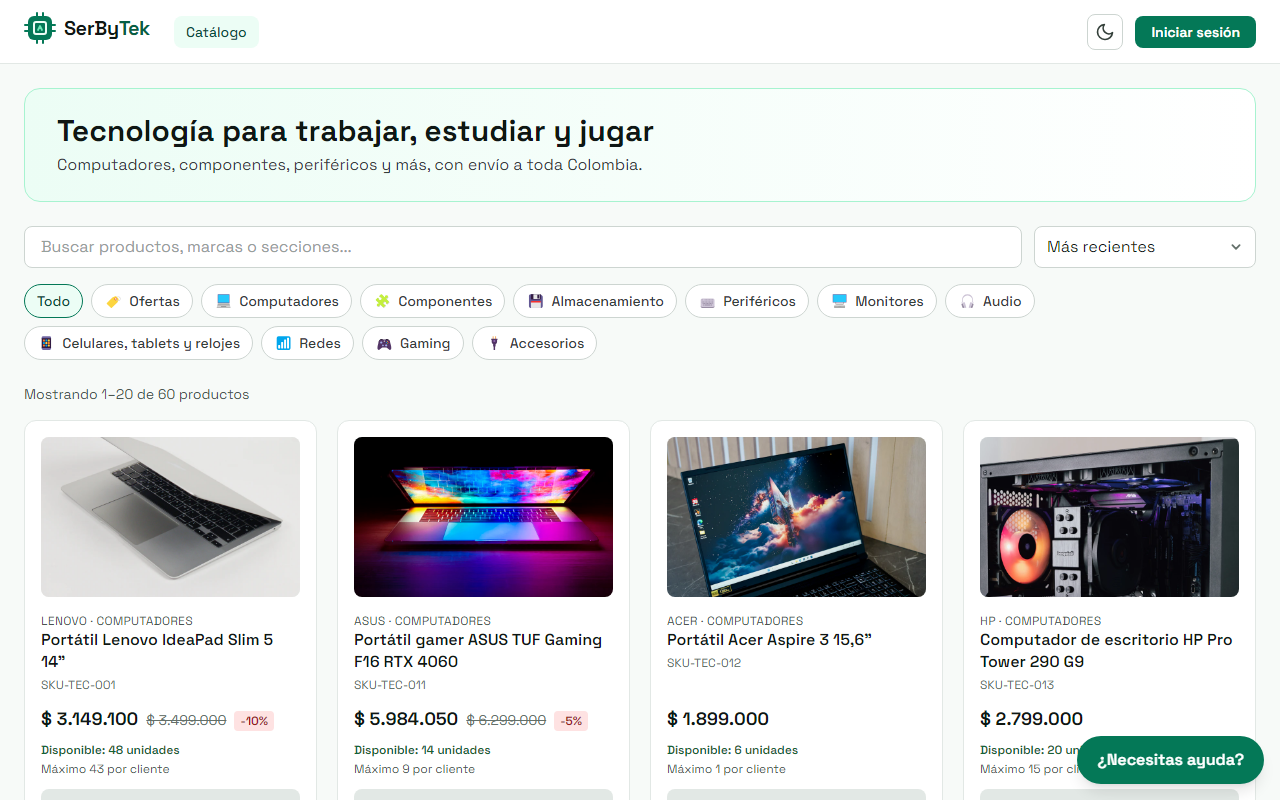 SerByTek
Catálogo
Iniciar sesión
Tecnología para trabajar, estudiar y jugar
Computadores, componentes, periféricos y más, con envío a toda Colombia.
Buscar productos, marcas o secciones...
Más recientes
Todo
Ofertas
Computadores
Componentes
Almacenamiento
Periféricos
Monitores
Audio
Celulares, tablets y relojes
Redes
Gaming
Accesorios
Mostrando 1–20 de 60 productos
LENOVO · COMPUTADORES
Portátil Lenovo IdeaPad Slim 5
14”
SKU-TEC-001
$ 3.149.100 $ 3.499.000 -10%
Disponible: 48 unidades
Máximo 43 por cliente
ASUS · COMPUTADORES
Portátil gamer ASUS TUF Gaming
F16 RTX 4060
SKU-TEC-011
$ 5.984.050 $ 6.299.000 -5%
Disponible: 14 unidades
Máximo 9 por cliente
ACER · COMPUTADORES
Portátil Acer Aspire 3 15,6”
SKU-TEC-012
$ 1.899.000
Disponible: 6 unidades
Máximo 1 por cliente
HP · COMPUTADORES
Computador de escritorio HP Pro
Tower 290 G9
SKU-TEC-013
$ 2.799.000
Disponible: 20 un
Máximo 15 por cli
¿Necesitas ayuda?